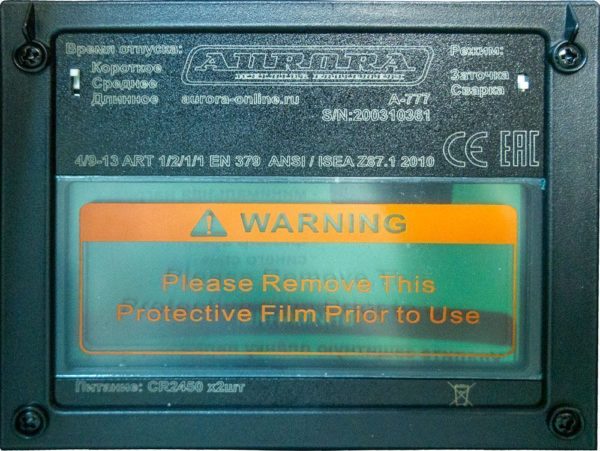 Время отпуска:
Короткое
Среднее
Длинное
AURORA
WELDING EQUIPMENT
aurora-online.ru
A-777
S/N:200310361
Режим:
Заточка
Сварка
4/9-13 ART 1/2/1/1 EN 379 ANSI / ISEA Z87.1 2010
CE EAC
WARNING
Please Remove This
Protective Film Prior to Use
Питание: CR2450 x2шт